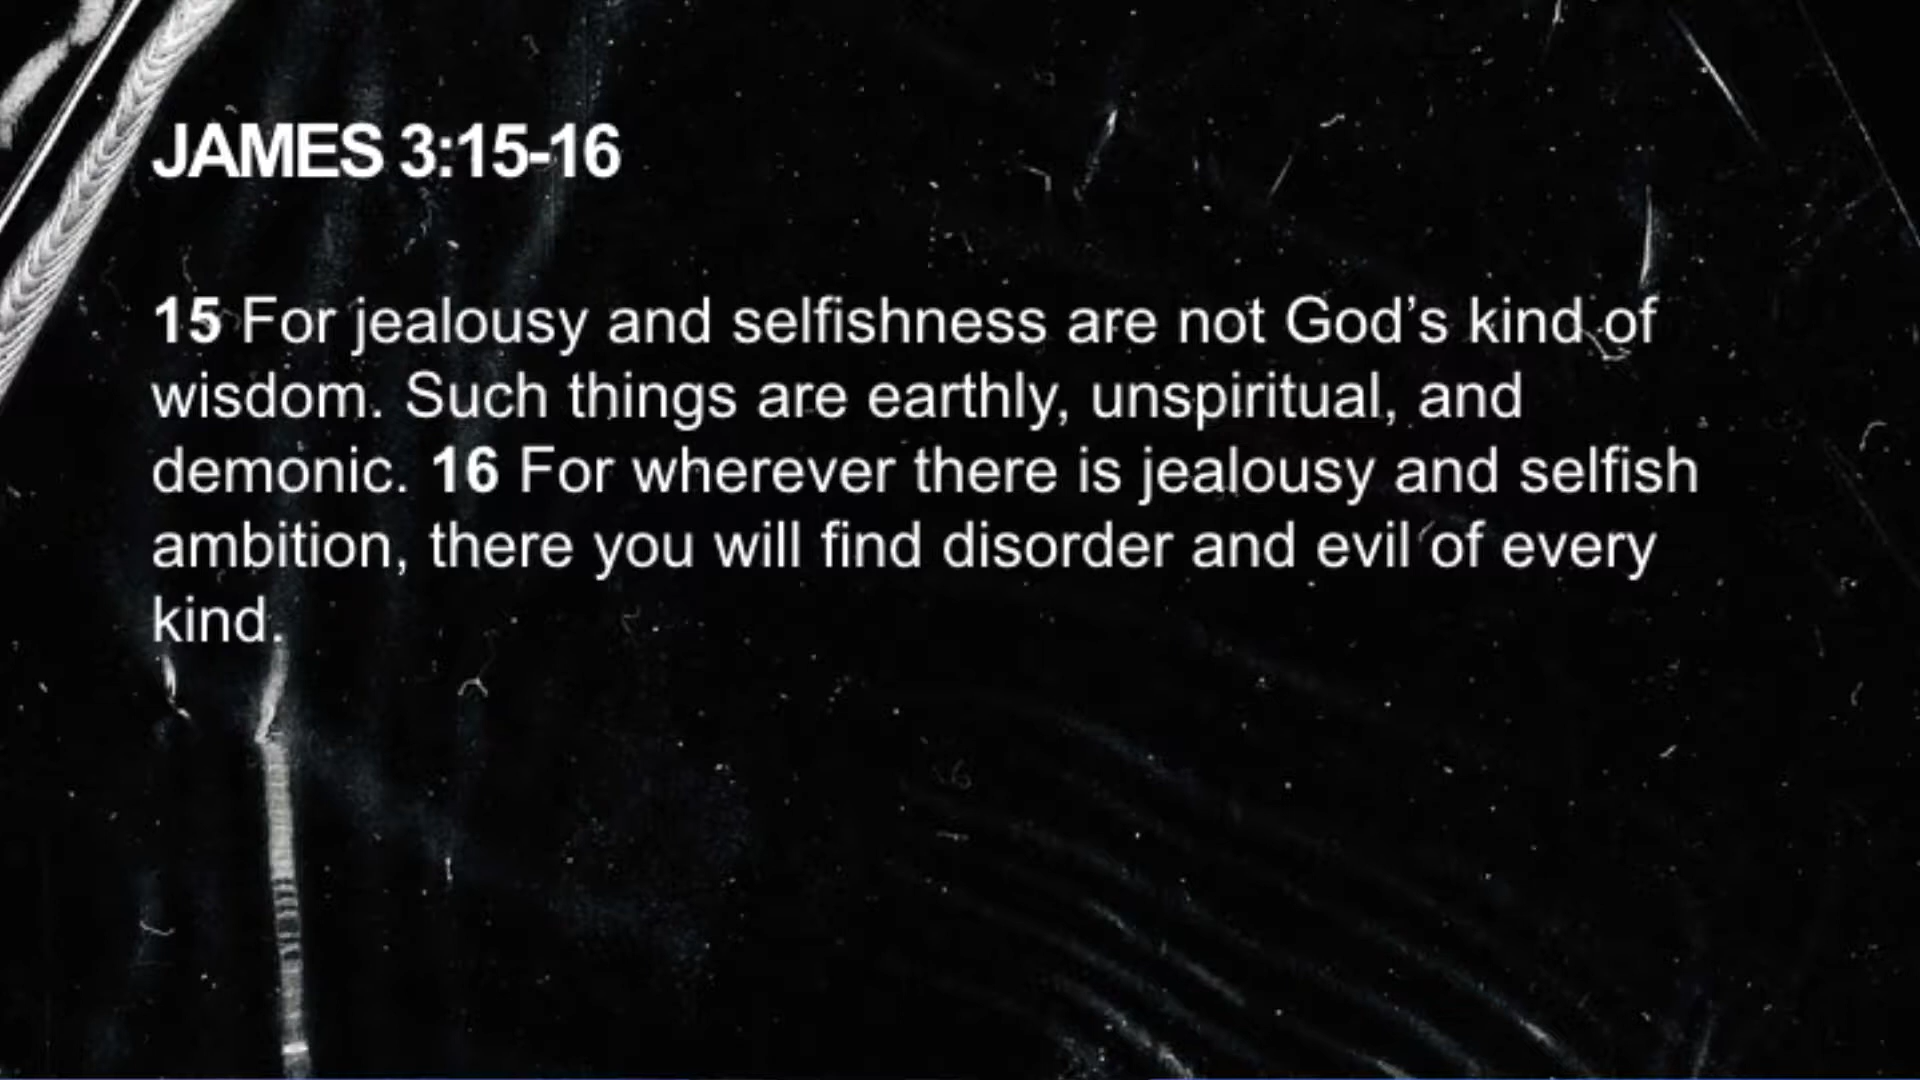 JAMES 3:15-16
15 For jealousy and selfishness are not God’s kind of
wisdom. Such things are earthly, unspiritual, and
demonic. 16 For wherever there is jealousy and selfish
ambition, there you will find disorder and evil of every
kind.